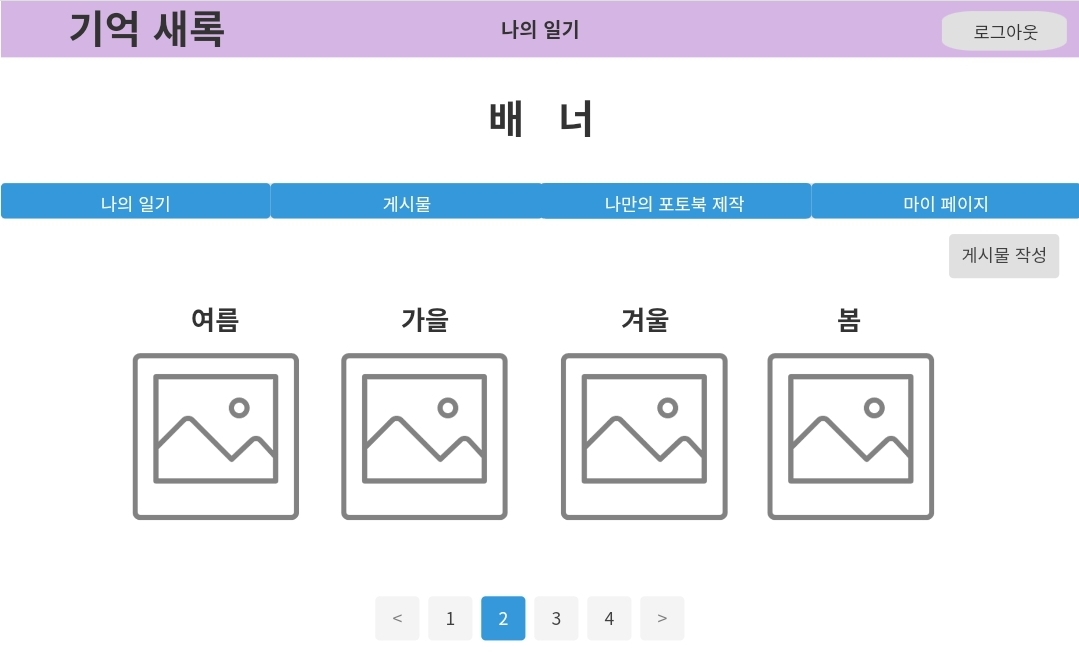 기억 새록 나의 일기 로그아웃
배 너
나의 일기 게시물 나만의 포토북 제작 마이 페이지
게시물 작성
여름 가을 겨울 봄
< 1 2 3 4 >